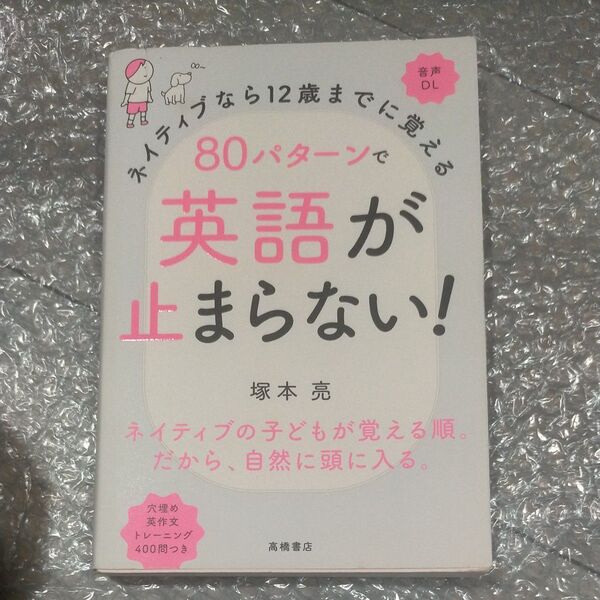 音声
DL
ネイティブなら12歳までに覚える
80パターンで
英語が
止まらない!
塚本 亮
ネイティブの子どもが覚える順。
だから、自然に頭に入る。
穴埋め
英作文
トレーニング
400問つき
高橋書店